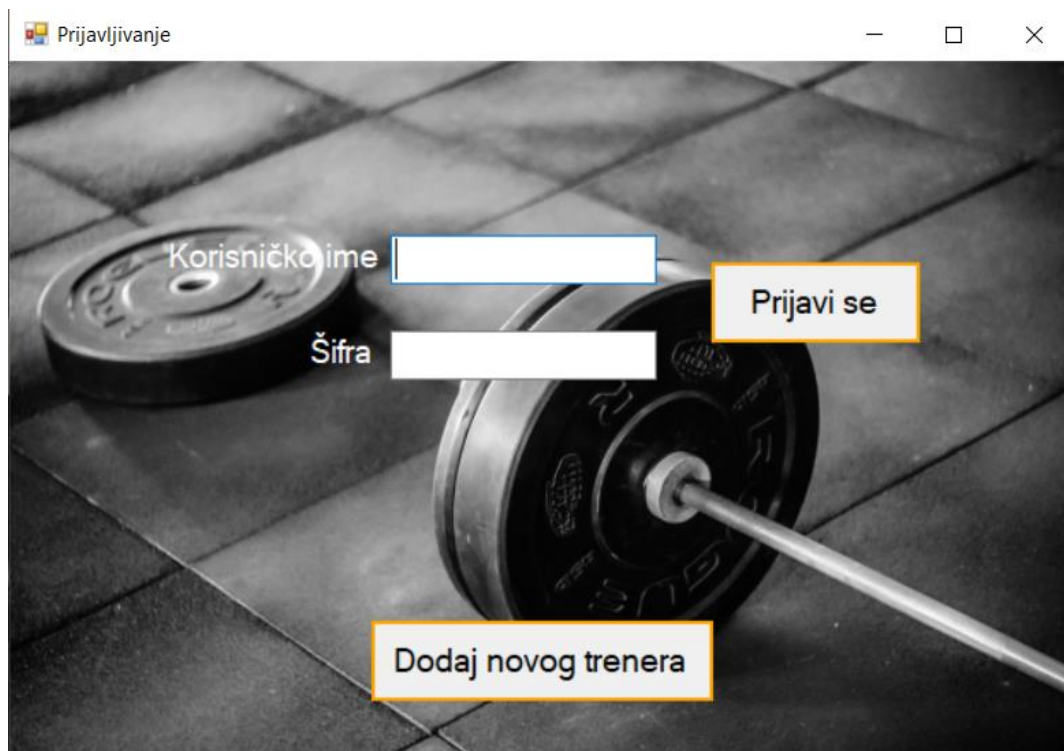 Prijavljivanje
Korisničko ime
Prijavi se
Šifra
Dodaj novog trenera